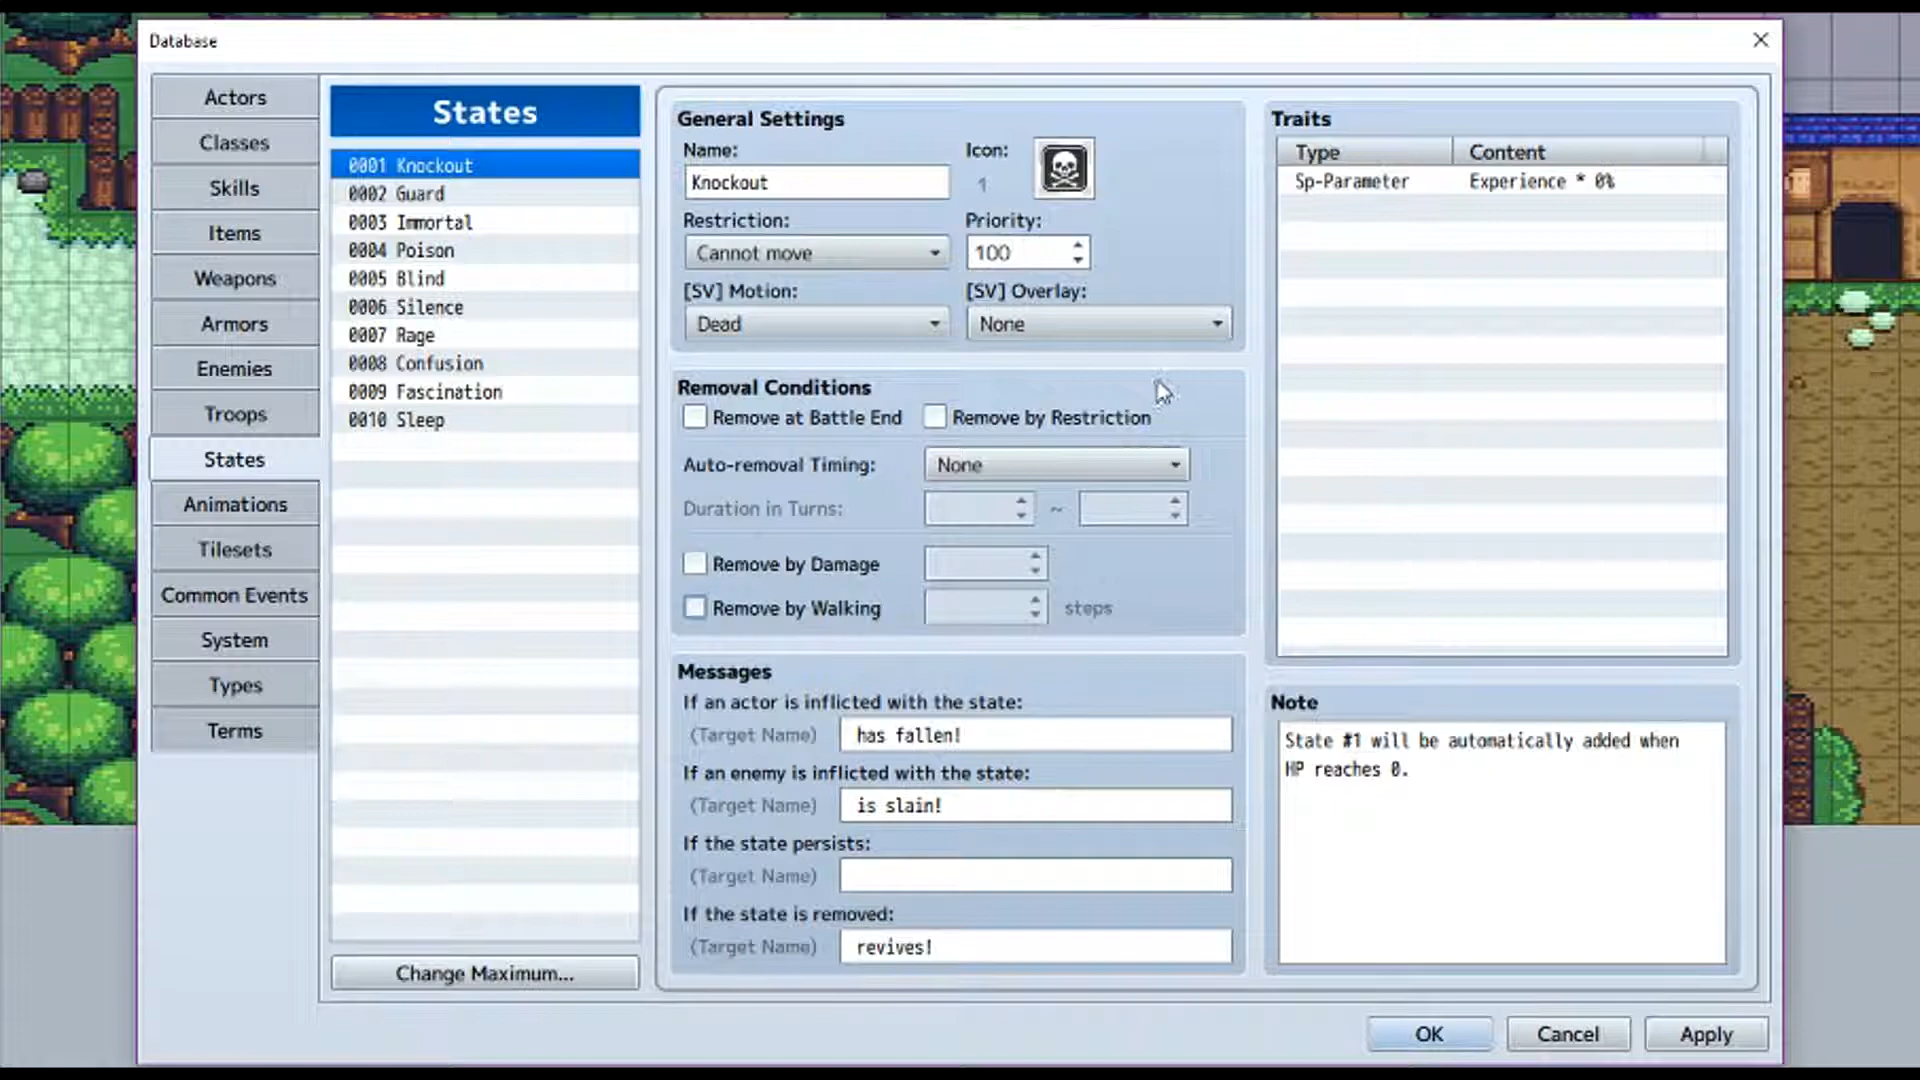 Database
Actors
Classes
Skills
Items
Weapons
Armors
Enemies
Troops
States
Animations
Tilesets
Common Events
System
Types
Terms
States
0001 Knockout
0002 Guard
0003 Immortal
0004 Poison
0005 Blind
0006 Silence
0007 Rage
0008 Confusion
0009 Fascination
0010 Sleep
Change Maximum...
General Settings
Name: Icon:
Knockout 1
Restriction: Priority:
Cannot move 100
[SV] Motion: [SV] Overlay:
Dead None
Removal Conditions
Remove at Battle End Remove by Restriction
Auto-removal Timing: None
Duration in Turns: ~
Remove by Damage
Remove by Walking steps
Messages
If an actor is inflicted with the state:
(Target Name) has fallen!
If an enemy is inflicted with the state:
(Target Name) is slain!
If the state persists:
(Target Name)
If the state is removed:
(Target Name) revives!
Traits
Type Content
Sp-Parameter Experience * 0%
Note
State #1 will be automatically added when
HP reaches 0.
OK Cancel Apply